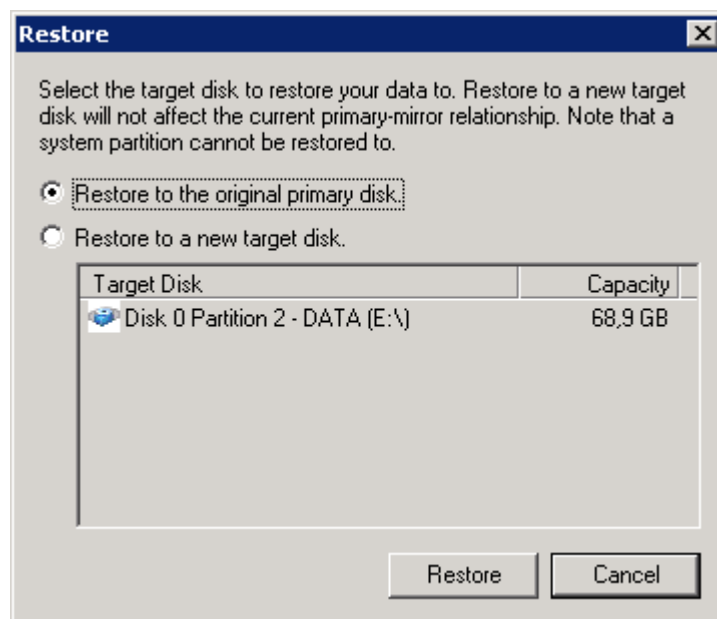 Restore
Select the target disk to restore your data to. Restore to a new target
disk will not affect the current primary-mirror relationship. Note that a
system partition cannot be restored to.
Restore to the original primary disk.
Restore to a new target disk.
Target Disk Capacity
Disk 0 Partition 2 - DATA (E:\) 68,9 GB
Restore Cancel